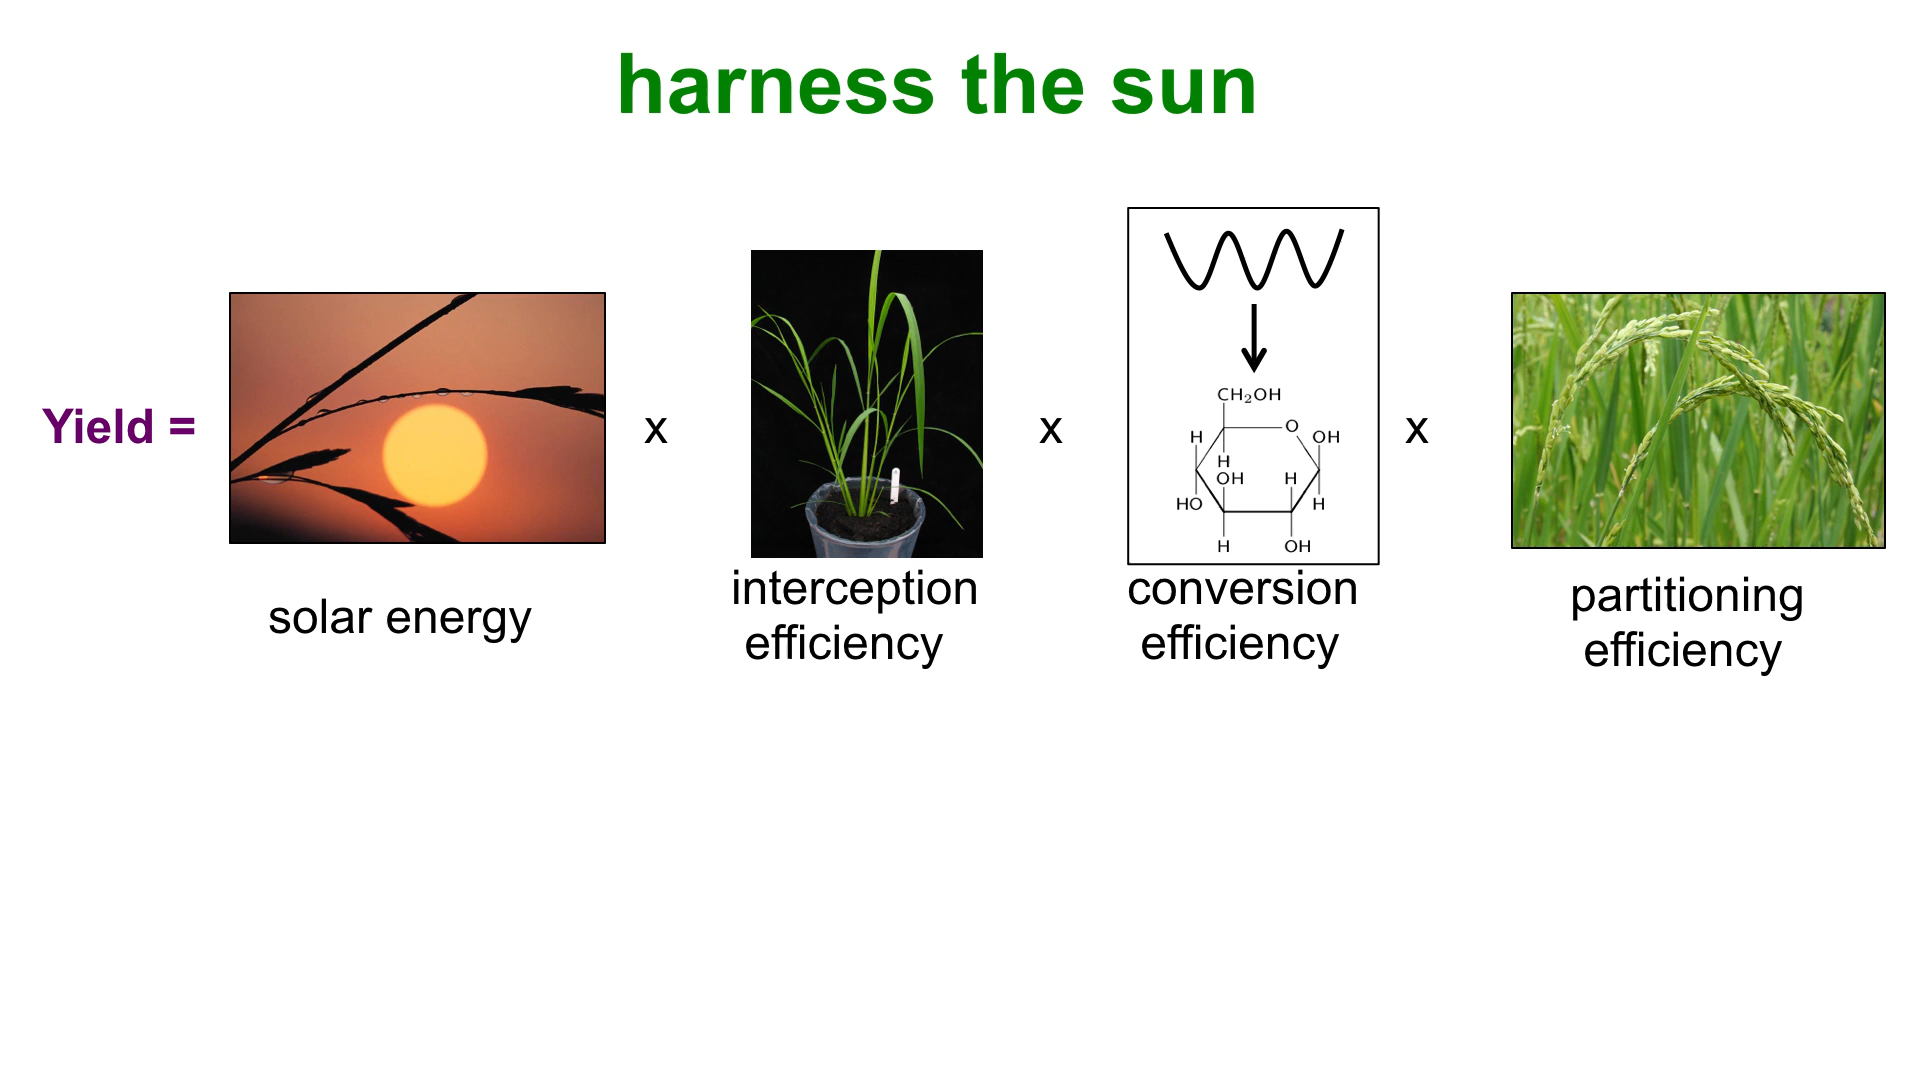 harness the sun
Yield =
x
x
x
CH₂OH
O
H
OH
H
OH
H
HO
H
H
OH
solar energy
interception
efficiency
conversion
efficiency
partitioning
efficiency